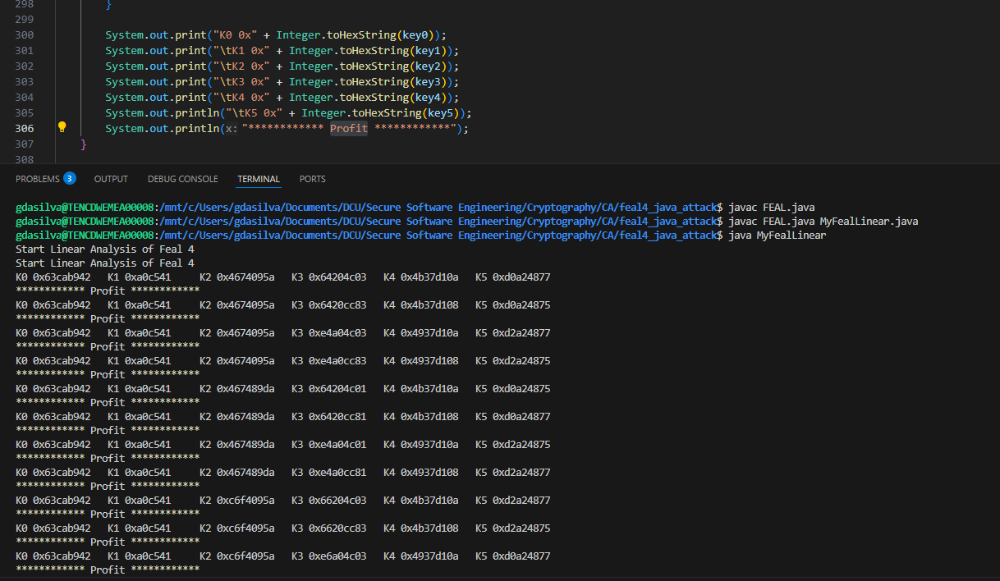 298 }
299
300 System.out.print("K0 0x" + Integer.toHexString(key0));
301 System.out.print("\tK1 0x" + Integer.toHexString(key1));
302 System.out.print("\tK2 0x" + Integer.toHexString(key2));
303 System.out.print("\tK3 0x" + Integer.toHexString(key3));
304 System.out.print("\tK4 0x" + Integer.toHexString(key4));
305 System.out.println("\tK5 0x" + Integer.toHexString(key5));
306 System.out.println(x: "************ Profit ************");
307 }
308
PROBLEMS 3 OUTPUT DEBUG CONSOLE TERMINAL PORTS
gdasilva@TENCDWEMEA00008:/mnt/c/Users/gdasilva/Documents/DCU/Secure Software Engineering/Cryptography/CA/feal4_java_attack$ javac FEAL.java
gdasilva@TENCDWEMEA00008:/mnt/c/Users/gdasilva/Documents/DCU/Secure Software Engineering/Cryptography/CA/feal4_java_attack$ javac FEAL.java MyFealLinear.java
gdasilva@TENCDWEMEA00008:/mnt/c/Users/gdasilva/Documents/DCU/Secure Software Engineering/Cryptography/CA/feal4_java_attack$ java MyFealLinear
Start Linear Analysis of Feal 4
Start Linear Analysis of Feal 4
K0 0x63cab942 K1 0xa0c541 K2 0x4674095a K3 0x64204c03 K4 0x4b37d10a K5 0xd0a24877
************ Profit ************
K0 0x63cab942 K1 0xa0c541 K2 0x4674095a K3 0x6420cc83 K4 0x4b37d108 K5 0xd0a24875
************ Profit ************
K0 0x63cab942 K1 0xa0c541 K2 0x4674095a K3 0xe4a04c03 K4 0x4937d10a K5 0xd2a24877
************ Profit ************
K0 0x63cab942 K1 0xa0c541 K2 0x4674095a K3 0xe4a0cc83 K4 0x4937d108 K5 0xd2a24875
************ Profit ************
K0 0x63cab942 K1 0xa0c541 K2 0x467489da K3 0x64204c01 K4 0x4b37d10a K5 0xd0a24875
************ Profit ************
K0 0x63cab942 K1 0xa0c541 K2 0x467489da K3 0x6420cc81 K4 0x4b37d108 K5 0xd0a24877
************ Profit ************
K0 0x63cab942 K1 0xa0c541 K2 0x467489da K3 0xe4a04c01 K4 0x4937d10a K5 0xd2a24875
************ Profit ************
K0 0x63cab942 K1 0xa0c541 K2 0x467489da K3 0xe4a0cc81 K4 0x4937d108 K5 0xd2a24877
************ Profit ************
K0 0x63cab942 K1 0xa0c541 K2 0xc6f4095a K3 0x66204c03 K4 0x4b37d10a K5 0xd2a24877
************ Profit ************
K0 0x63cab942 K1 0xa0c541 K2 0xc6f4095a K3 0x6620cc83 K4 0x4b37d108 K5 0xd2a24875
************ Profit ************
K0 0x63cab942 K1 0xa0c541 K2 0xc6f4095a K3 0xe6a04c03 K4 0x4937d10a K5 0xd0a24877
************ Profit ************